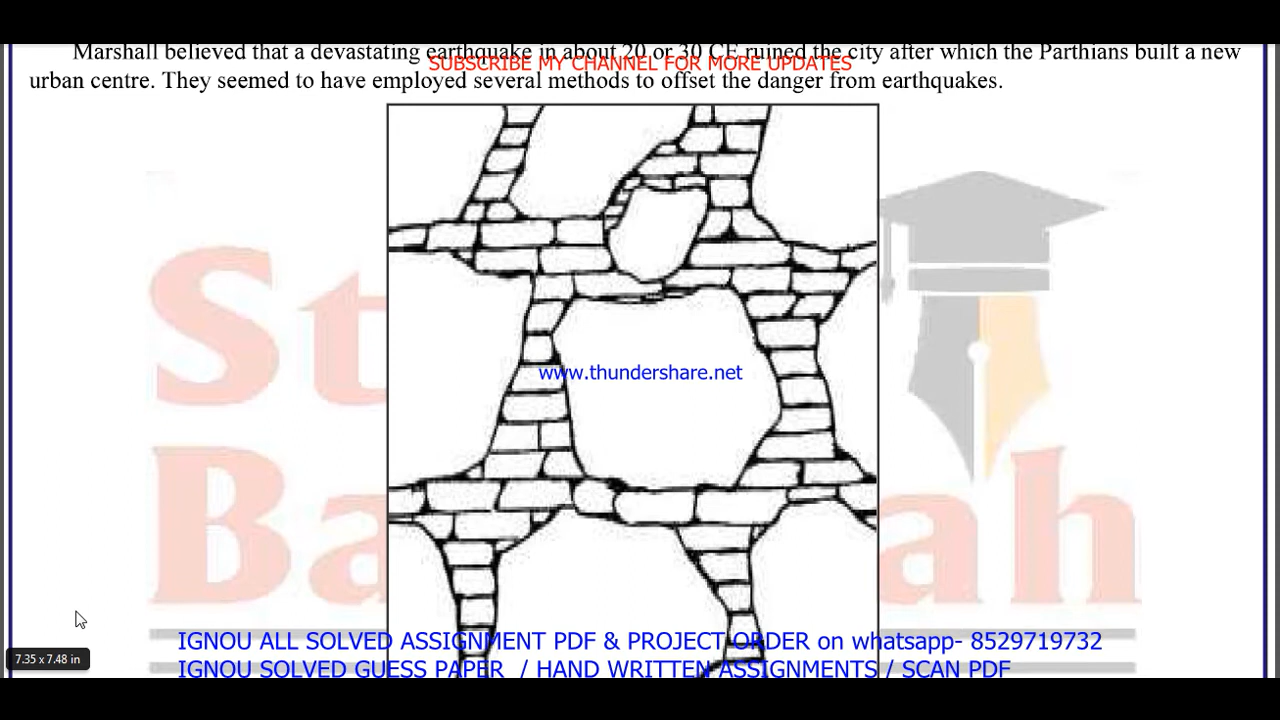 Marshall believed that a devastating earthquake in about 20 or 30 CE ruined the city after which the Parthians built a new
SUBSCRIBE MY CHANNEL FOR MORE UPDATES
urban centre. They seemed to have employed several methods to offset the danger from earthquakes.
www.thundershare.net
IGNOU ALL SOLVED ASSIGNMENT PDF & PROJECT ORDER on whatsapp- 8529719732
7.35 x 7.48 in
IGNOU SOLVED GUESS PAPER / HAND WRITTEN ASSIGNMENTS / SCAN PDF